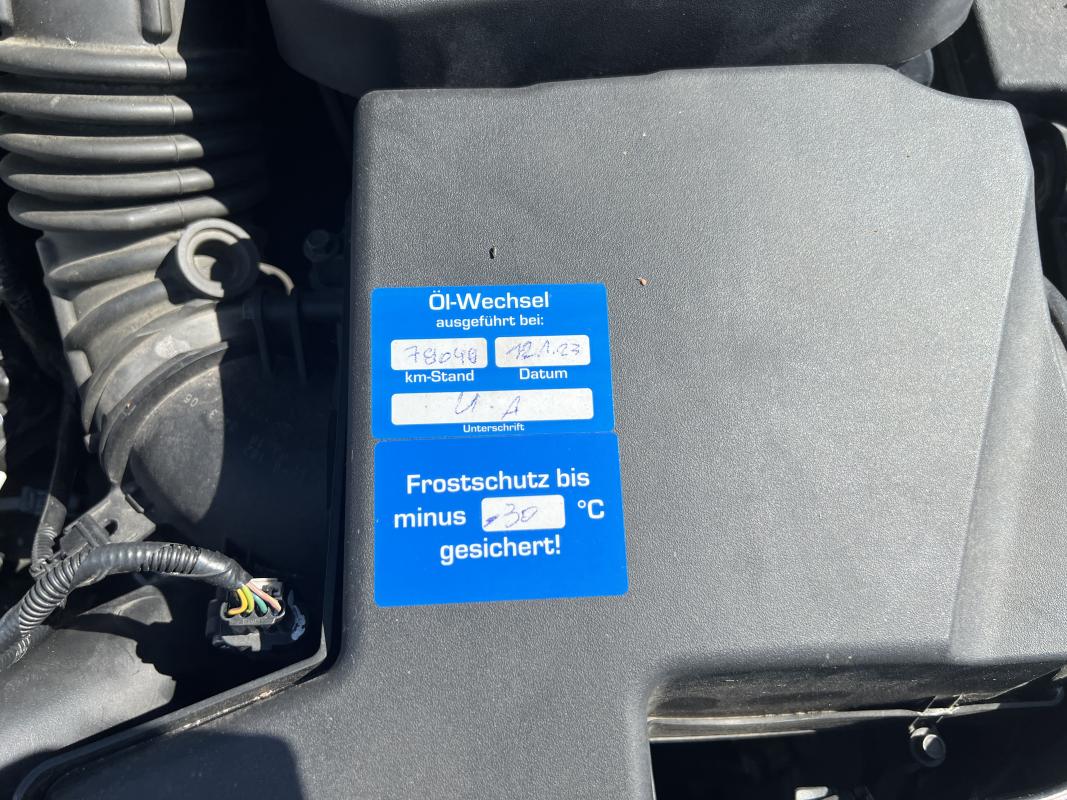 Öl-Wechsel
ausgeführt bei:
78040 12.1.23
km-Stand Datum
U. A
Unterschrift
Frostschutz bis
minus -30 °C
gesichert!